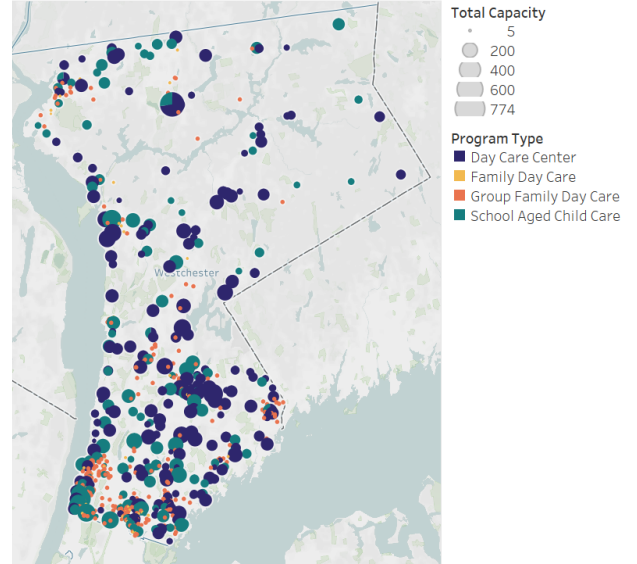 Total Capacity
5
200
400
600
774
Program Type
Day Care Center
Family Day Care
Group Family Day Care
School Aged Child Care
Westchester